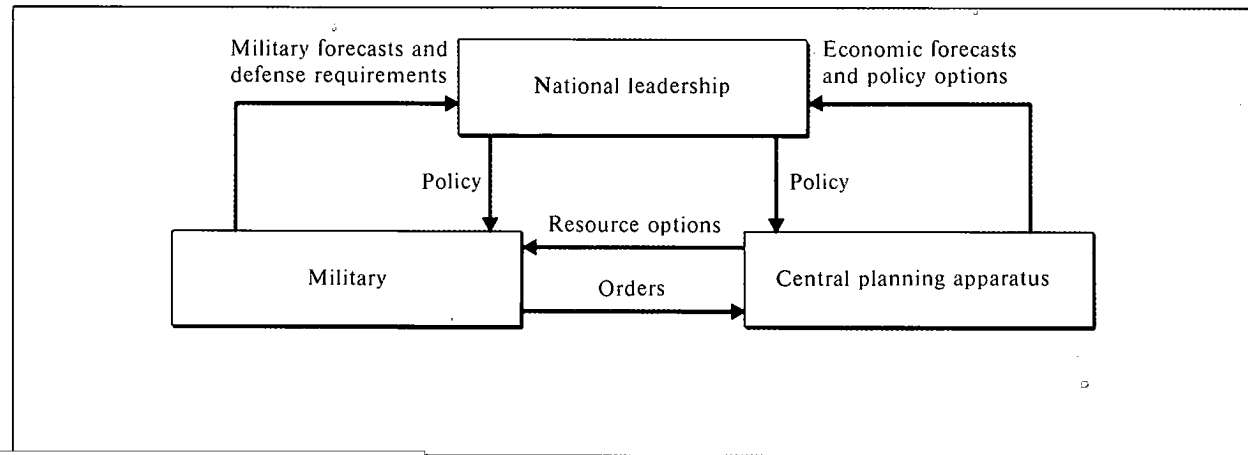 Military forecasts and
defense requirements
National leadership
Economic forecasts
and policy options
Policy
Policy
Resource options
Military
Orders
Central planning apparatus